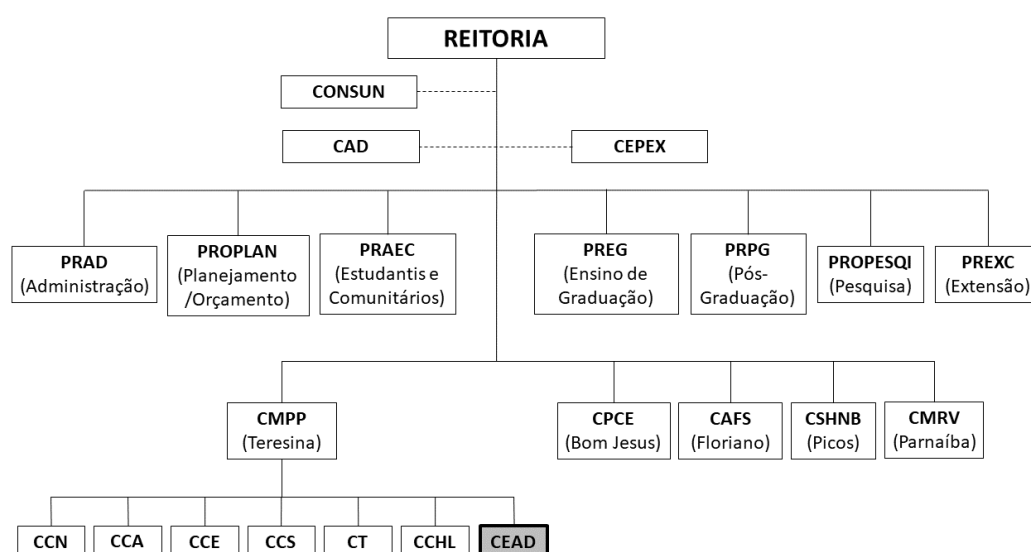 REITORIA
CONSUN
CAD
CEPEX
PRAD
(Administração)
PROPLAN
(Planejamento
/Orçamento)
PRAEC
(Estudantis e
Comunitários)
PREG
(Ensino de
Graduação)
PRPG
(Pós-
Graduação)
PROPESQI
(Pesquisa)
PREXC
(Extensão)
CMPP
(Teresina)
CPCE
(Bom Jesus)
CAFS
(Floriano)
CSHNB
(Picos)
CMRV
(Parnaíba)
CCN
CCA
CCE
CCS
CT
CCHL
CEAD